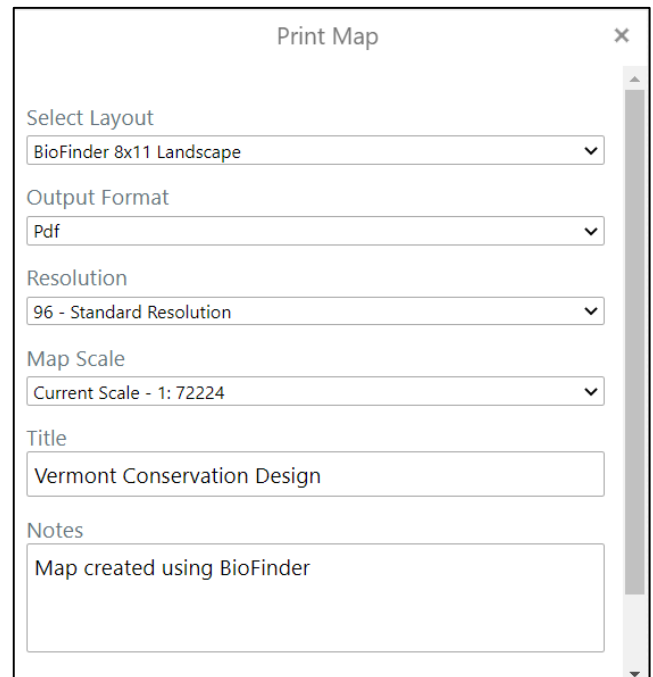 Print Map ×
Select Layout
BioFinder 8x11 Landscape
Output Format
Pdf
Resolution
96 - Standard Resolution
Map Scale
Current Scale - 1: 72224
Title
Vermont Conservation Design
Notes
Map created using BioFinder